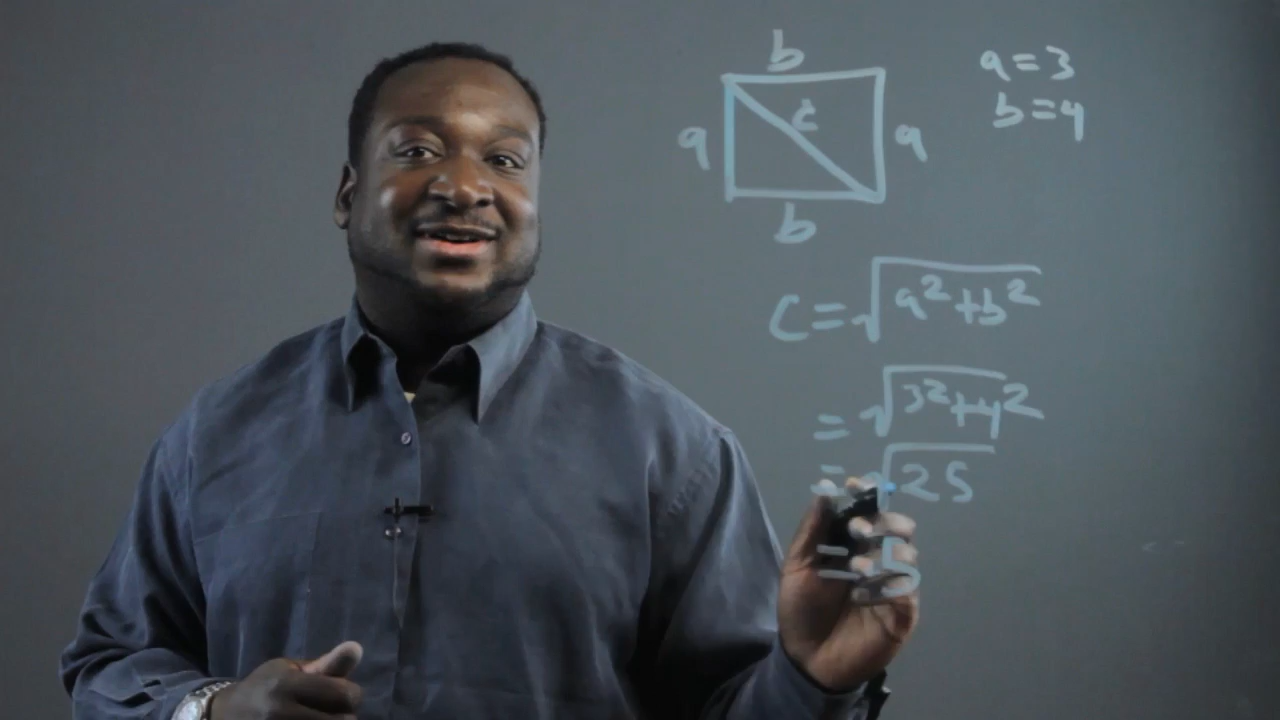 b
a c a
b
a=3
b=4
c=√a²+b²
=√3²+4²
=√25
=5